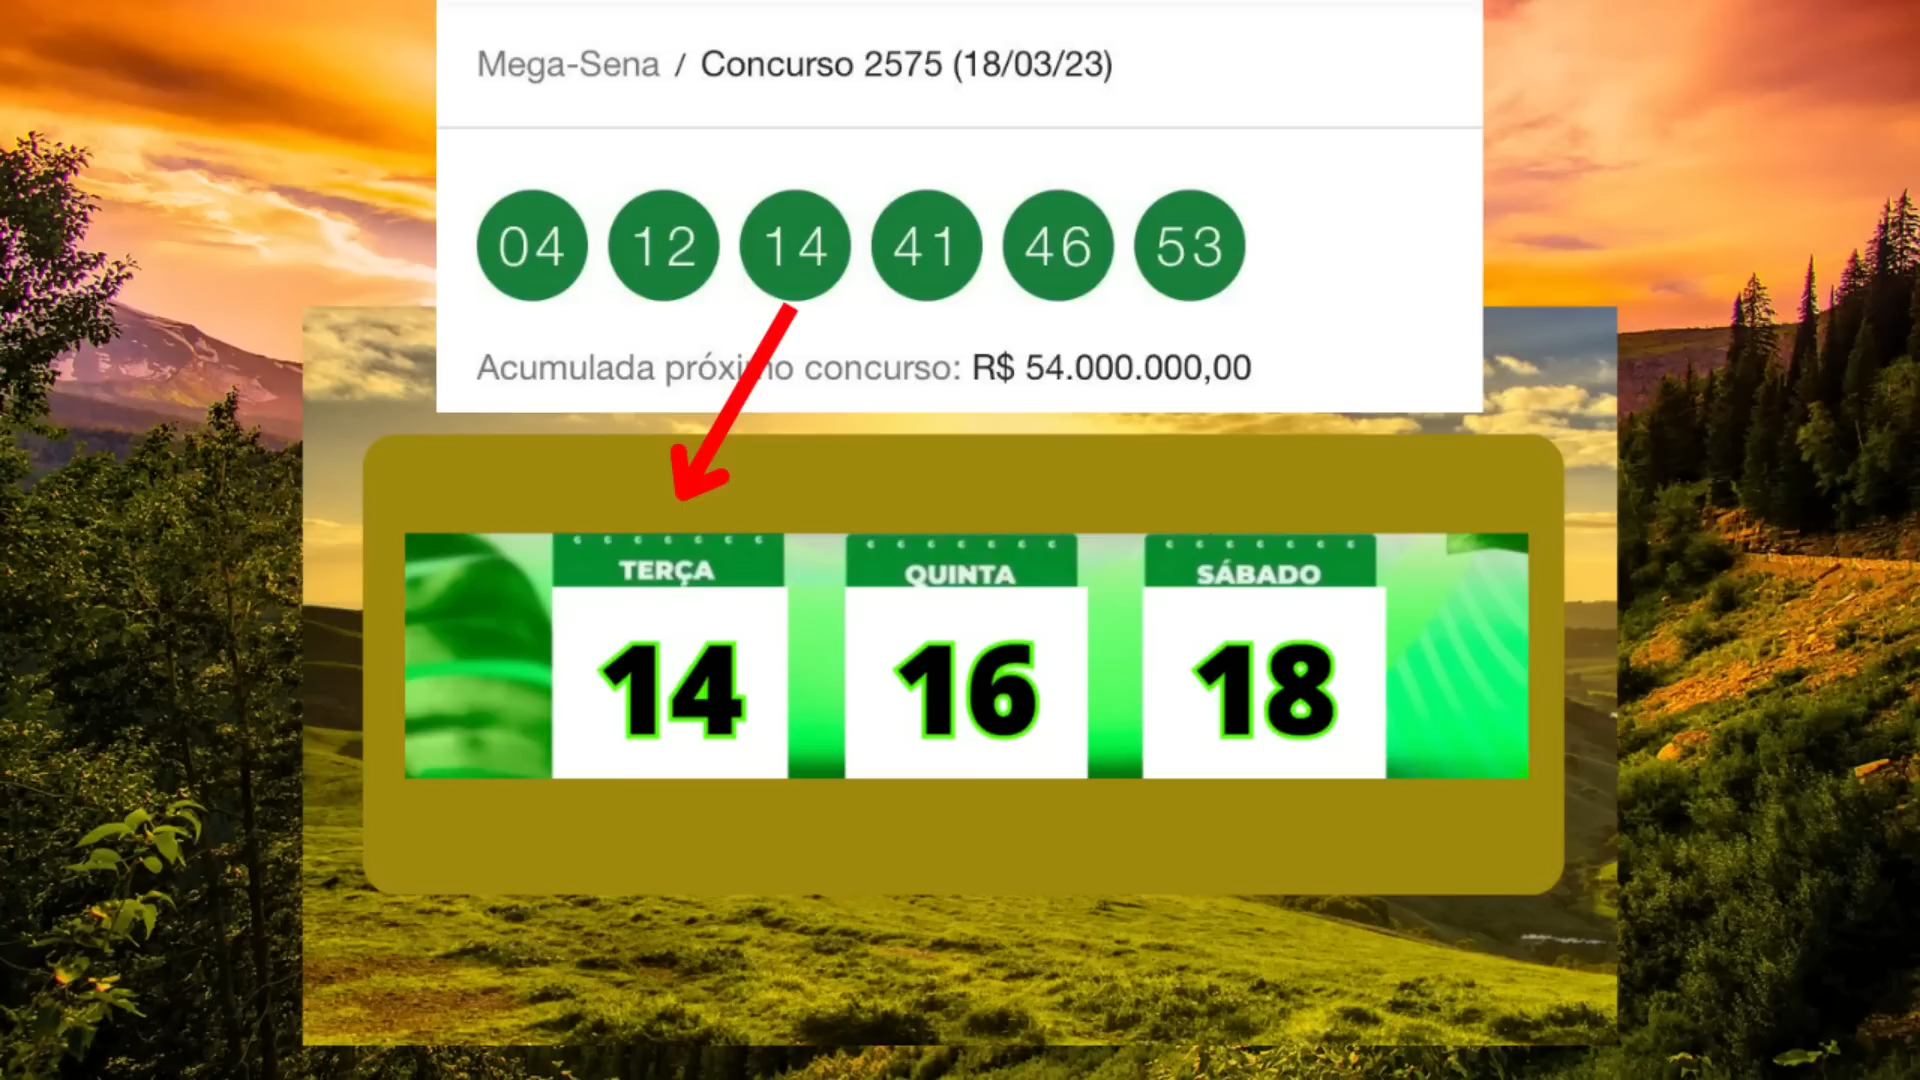 Mega-Sena / Concurso 2575 (18/03/23)
04 12 14 41 46 53
Acumulada próximo concurso: R$ 54.000.000,00
TERÇA QUINTA SÁBADO
14 16 18